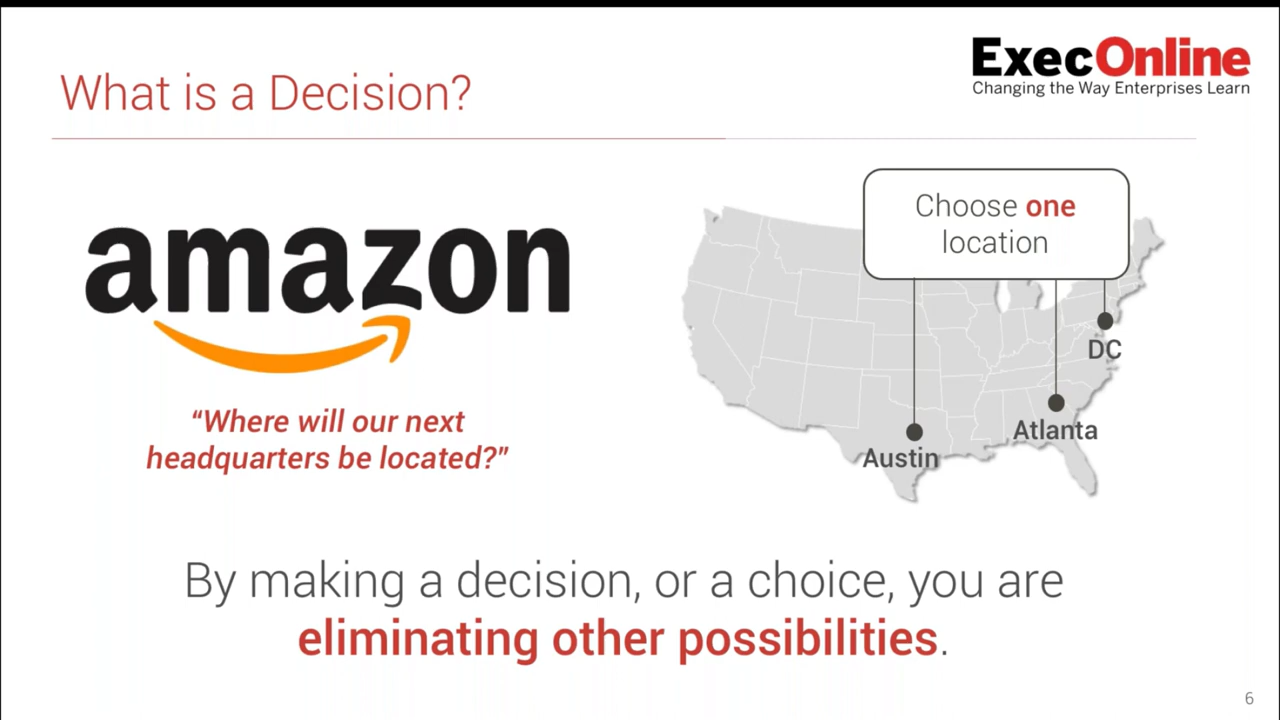 What is a Decision?
ExecOnline
Changing the Way Enterprises Learn
amazon
“Where will our next
headquarters be located?”
Choose one
location
DC
Atlanta
Austin
By making a decision, or a choice, you are
eliminating other possibilities.
6